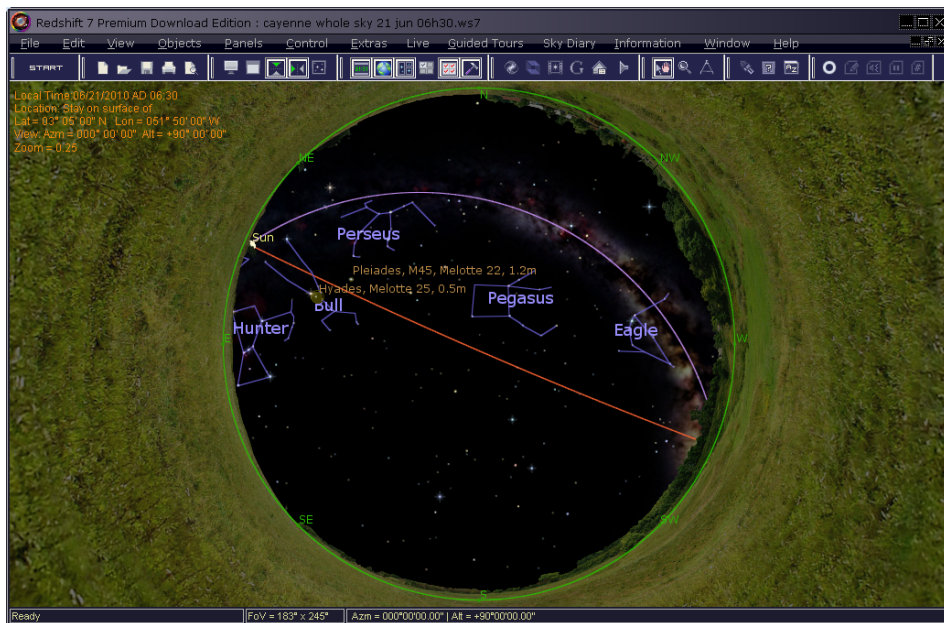 Redshift 7 Premium Download Edition : cayenne whole sky 21 jun 06h30.ws7
File Edit View Objects Panels Control Extras Live Guided Tours Sky Diary Information Window Help
START
Local Time:06/21/2010 AD 06:30
Location: Stay on surface of
Lat = 03° 05'00" N Lon = 051° 50' 00" W
View: Azm = 000° 00' 00" Alt = +90° 00' 00"
Zoom = 0.25
N
NE
NW
Sun
Perseus
Pleiades, M45, Melotte 22, 1.2m
Hyades, Melotte 25, 0.5m
Bull
Pegasus
Hunter
Eagle
E
W
SE
SW
S
Ready
FoV = 183° x 245°
Azm = 000°00'00.00" | Alt = +90°00'00.00"